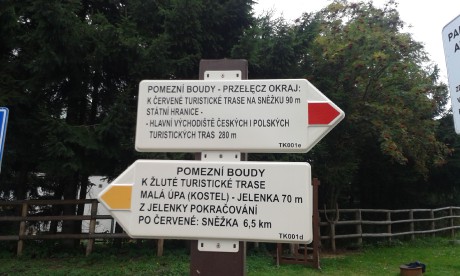 POMEZNÍ BOUDY - PRZEŁĘCZ OKRAJ:
K ČERVENÉ TURISTICKÉ TRASE NA SNĚŽKU 90 m
STÁTNÍ HRANICE -
- HLAVNÍ VÝCHODIŠTĚ ČESKÝCH I POLSKÝCH
TURISTICKÝCH TRAS 280 m
TK001e
POMEZNÍ BOUDY
K ŽLUTÉ TURISTICKÉ TRASE
MALÁ ÚPA (KOSTEL) - JELENKA 70 m
Z JELENKY POKRAČOVÁNÍ
PO ČERVENÉ: SNĚŽKA 6,5 km
TK001d